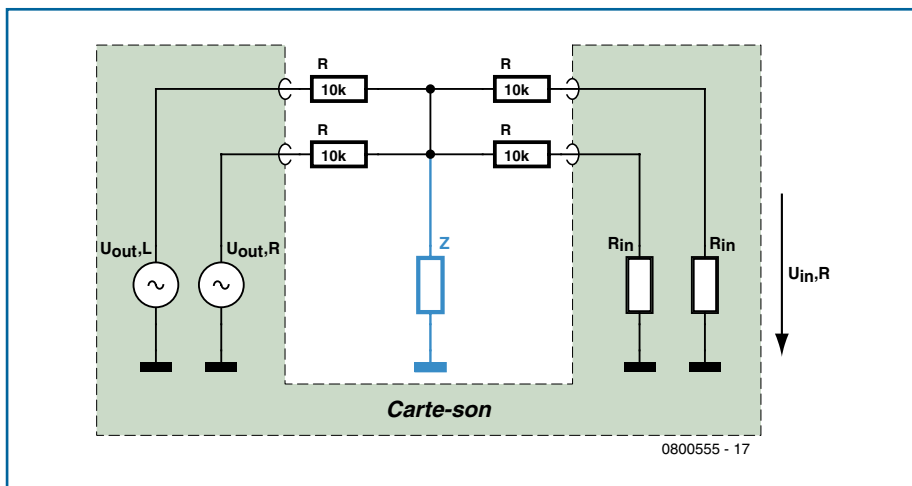 R R
10k 10k
R R
10k 10k
Uout,L Uout,R Z Rin Rin
Uin,R
Carte-son
0800555 - 17